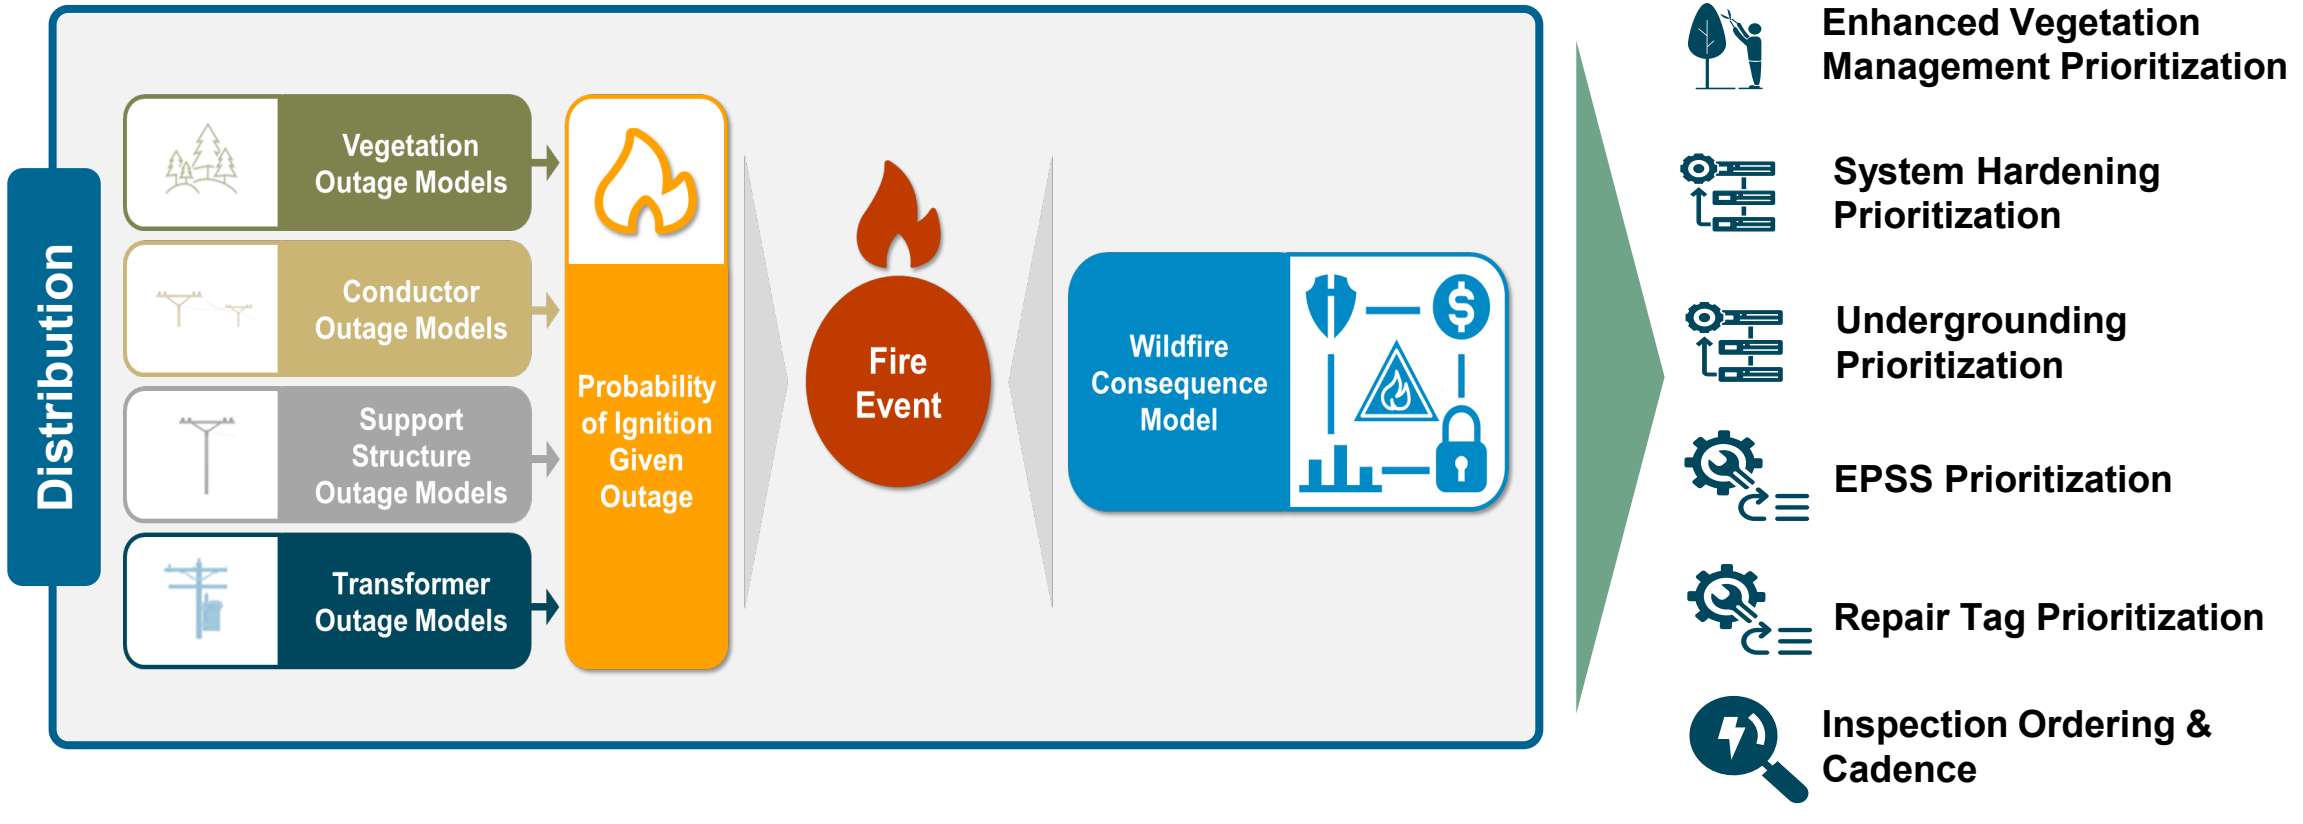 Distribution
Vegetation
Outage Models
Conductor
Outage Models
Support
Structure
Outage Models
Transformer
Outage Models
Probability
of Ignition
Given
Outage
Fire
Event
Wildfire
Consequence
Model
$
Enhanced Vegetation
Management Prioritization
System Hardening
Prioritization
Undergrounding
Prioritization
EPSS Prioritization
Repair Tag Prioritization
Inspection Ordering &
Cadence